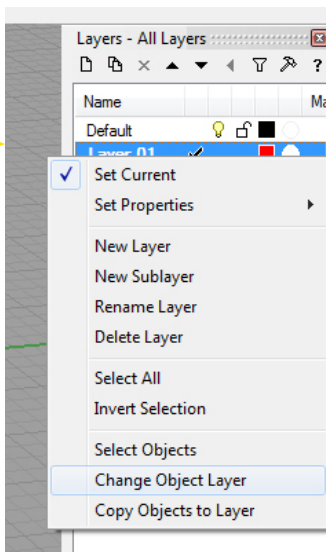 Layers - All Layers
?
Name Ma
Default
Layer 01
Set Current
Set Properties
New Layer
New Sublayer
Rename Layer
Delete Layer
Select All
Invert Selection
Select Objects
Change Object Layer
Copy Objects to Layer